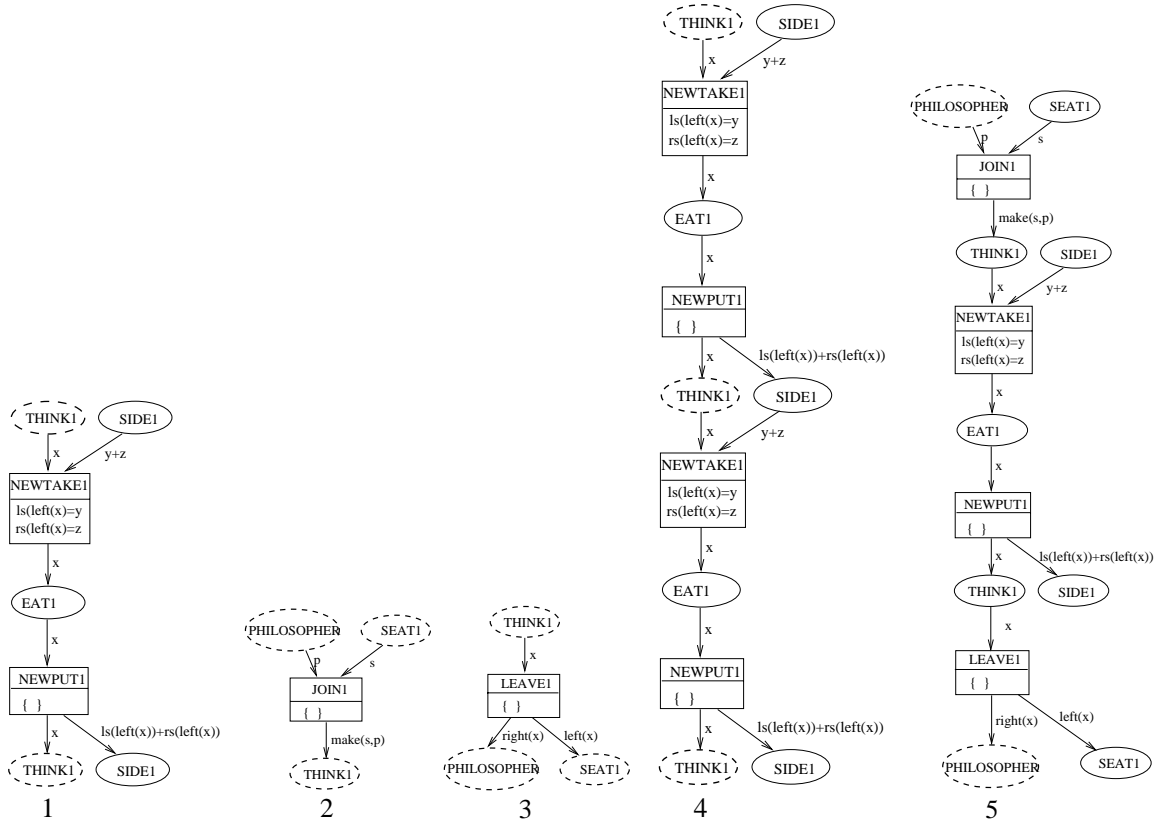 THINK1
SIDE1
x
y+z
NEWTAKE1
ls(left(x)=y
rs(left(x)=z
x
EAT1
x
NEWPUT1
{ }
x
ls(left(x))+rs(left(x))
THINK1
SIDE1
1
PHILOSOPHER
SEAT1
p
s
JOIN1
{ }
make(s,p)
THINK1
2
THINK1
x
LEAVE1
{ }
right(x)
left(x)
PHILOSOPHER
SEAT1
3
THINK1
SIDE1
x
y+z
NEWTAKE1
ls(left(x)=y
rs(left(x)=z
x
EAT1
x
NEWPUT1
{ }
x
ls(left(x))+rs(left(x))
THINK1
SIDE1
x
y+z
NEWTAKE1
ls(left(x)=y
rs(left(x)=z
x
EAT1
x
NEWPUT1
{ }
x
ls(left(x))+rs(left(x))
THINK1
SIDE1
4
PHILOSOPHER
SEAT1
p
s
JOIN1
{ }
make(s,p)
THINK1
SIDE1
x
y+z
NEWTAKE1
ls(left(x)=y
rs(left(x)=z
x
EAT1
x
NEWPUT1
{ }
x
ls(left(x))+rs(left(x))
THINK1
SIDE1
x
LEAVE1
{ }
right(x)
left(x)
PHILOSOPHER
SEAT1
5